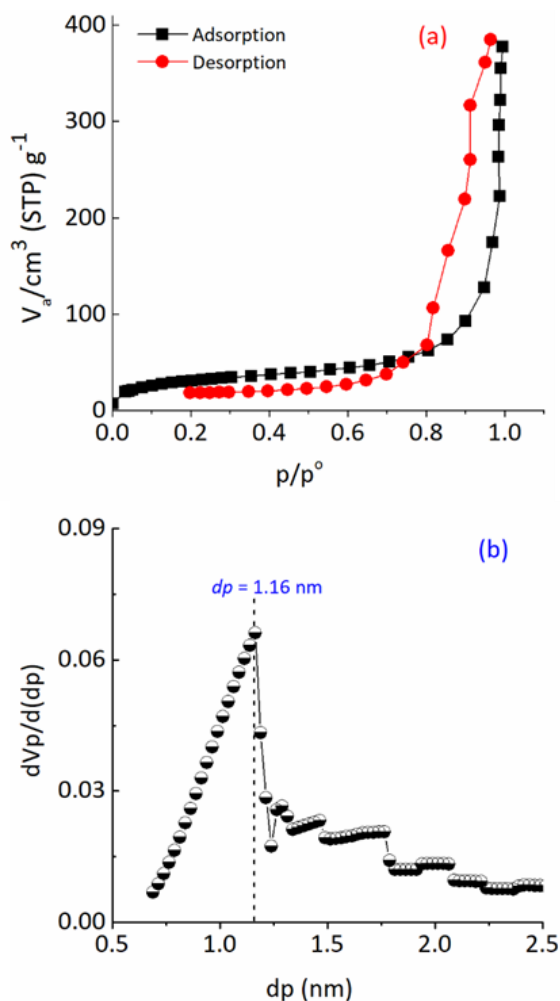 (a)
Adsorption
Desorption
Vₐ/cm³ (STP) g⁻¹
400
300
200
100
0
0.0 0.2 0.4 0.6 0.8 1.0
p/p°
(b)
dp = 1.16 nm
dVp/d(dp)
0.09
0.06
0.03
0.00
0.5 1.0 1.5 2.0 2.5
dp (nm)